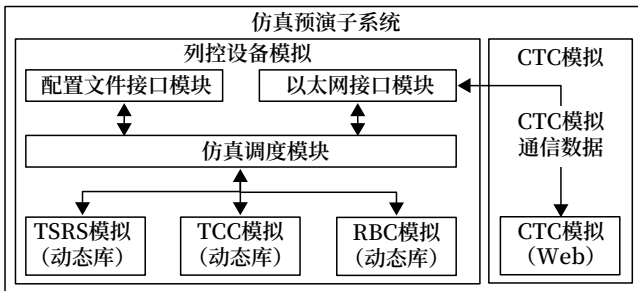 仿真预演子系统
列控设备模拟
CTC模拟
配置文件接口模块
以太网接口模块
CTC模拟
通信数据
仿真调度模块
TSRS模拟
（动态库）
TCC模拟
（动态库）
RBC模拟
（动态库）
CTC模拟
（Web）